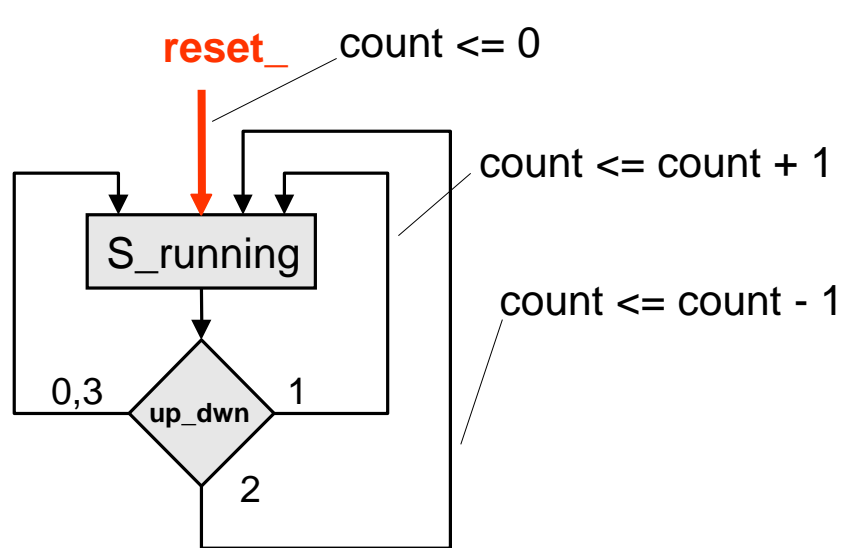 reset_
count <= 0
count <= count + 1
S_running
count <= count - 1
0,3
up_dwn
1
2